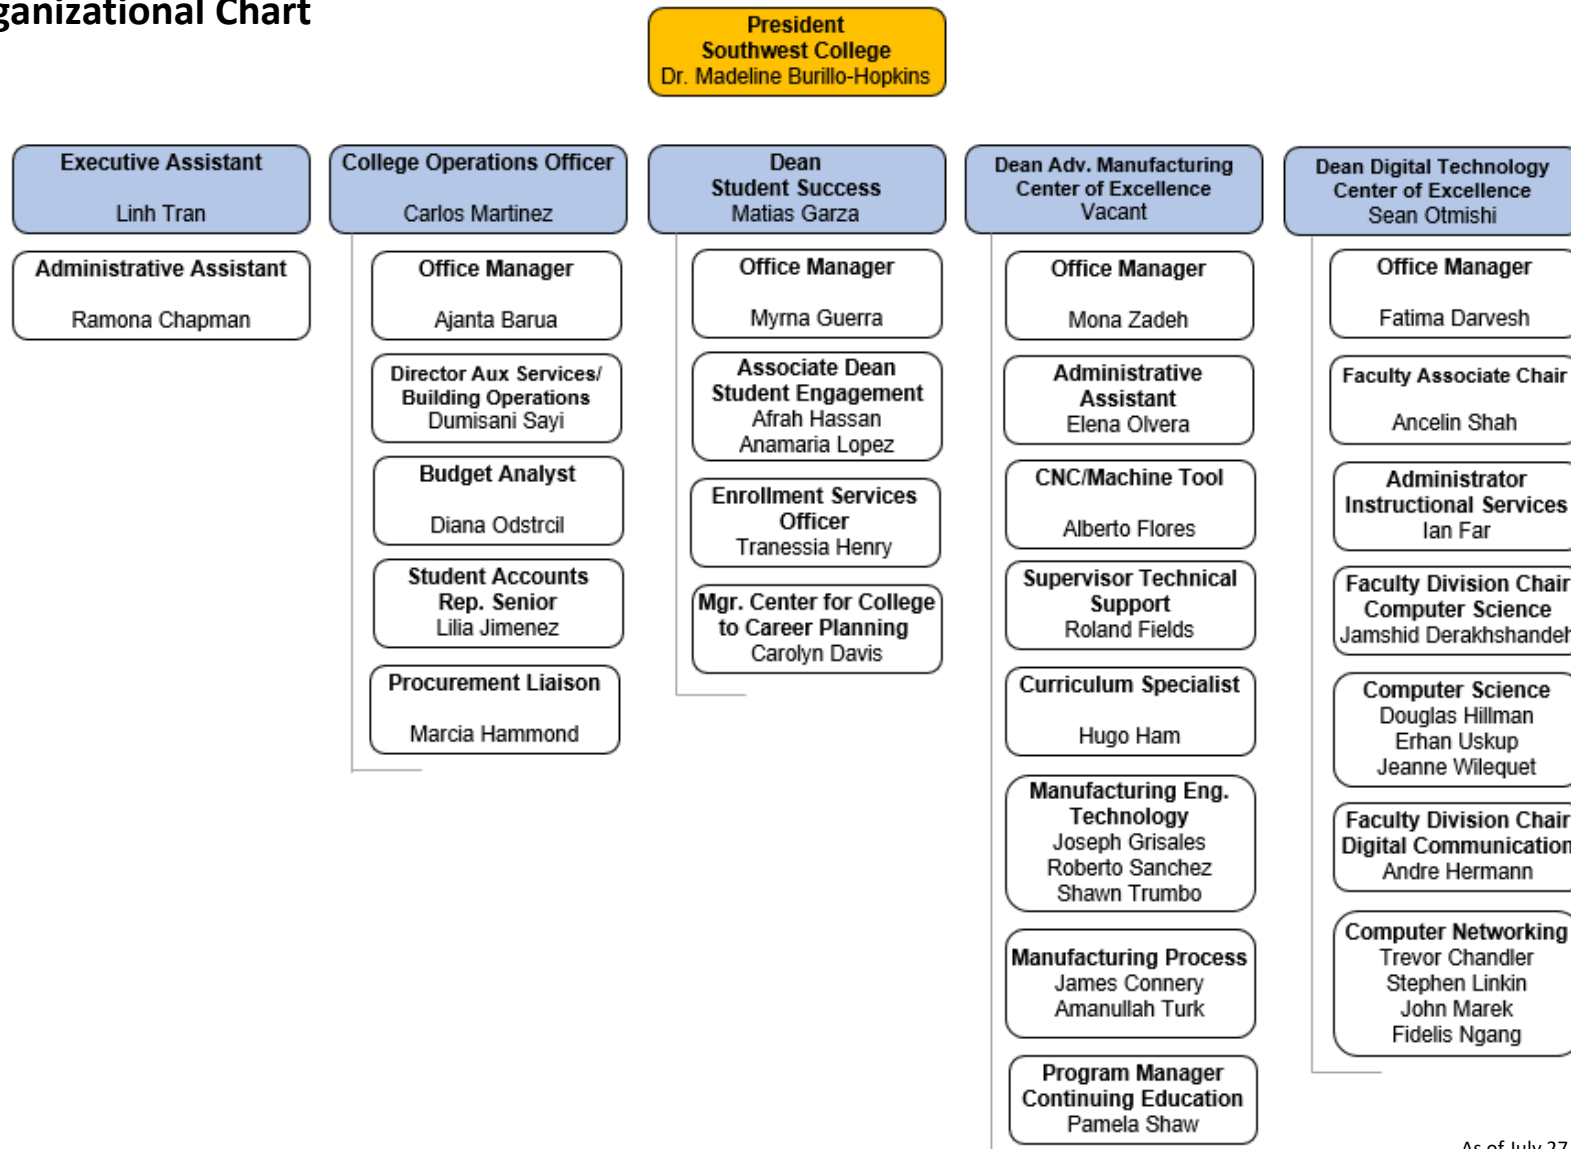 ganizational Chart
President
Southwest College
Dr. Madeline Burillo-Hopkins
Executive Assistant
Linh Tran
Administrative Assistant
Ramona Chapman
College Operations Officer
Carlos Martinez
Office Manager
Ajanta Barua
Director Aux Services/
Building Operations
Dumisani Sayi
Budget Analyst
Diana Odstrcil
Student Accounts
Rep. Senior
Lilia Jimenez
Procurement Liaison
Marcia Hammond
Dean
Student Success
Matias Garza
Office Manager
Myrna Guerra
Associate Dean
Student Engagement
Afrah Hassan
Anamaria Lopez
Enrollment Services
Officer
Tranessia Henry
Mgr. Center for College
to Career Planning
Carolyn Davis
Dean Adv. Manufacturing
Center of Excellence
Vacant
Office Manager
Mona Zadeh
Administrative
Assistant
Elena Olvera
CNC/Machine Tool
Alberto Flores
Supervisor Technical
Support
Roland Fields
Curriculum Specialist
Hugo Ham
Manufacturing Eng.
Technology
Joseph Grisales
Roberto Sanchez
Shawn Trumbo
Manufacturing Process
James Connery
Amanullah Turk
Program Manager
Continuing Education
Pamela Shaw
Dean Digital Technology
Center of Excellence
Sean Otmishi
Office Manager
Fatima Darvesh
Faculty Associate Chair
Ancelin Shah
Administrator
Instructional Services
Ian Far
Faculty Division Chair
Computer Science
Jamshid Derakhshandeh
Computer Science
Douglas Hillman
Erhan Uskup
Jeanne Wilequet
Faculty Division Chair
Digital Communication
Andre Hermann
Computer Networking
Trevor Chandler
Stephen Linkin
John Marek
Fidelis Ngang
As of July 27